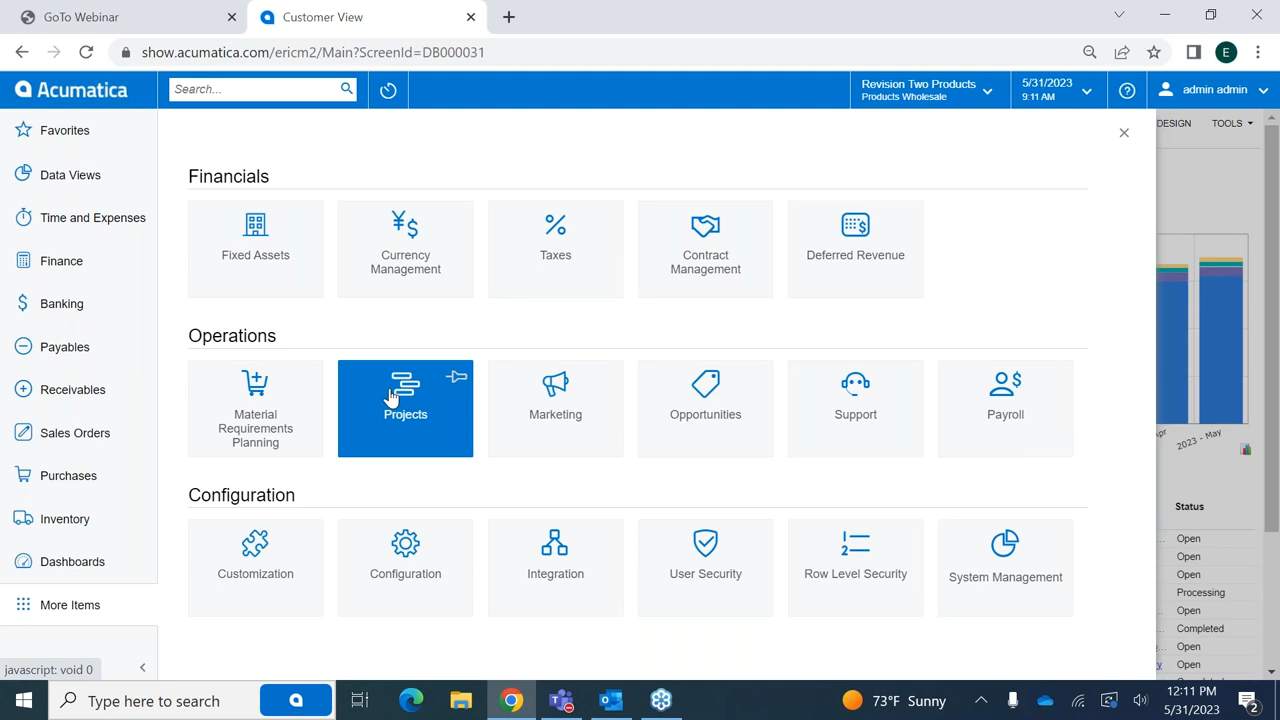 GoTo Webinar
Customer View
show.acumatica.com/ericm2/Main?ScreenId=DB000031
E
Acumatica
Search...
Revision Two Products
Products Wholesale
5/31/2023
9:11 AM
admin admin
Favorites
Data Views
Time and Expenses
Finance
Banking
Payables
Receivables
Sales Orders
Purchases
Inventory
Dashboards
More Items
javascript: void 0
Financials
Fixed Assets
Currency
Management
Taxes
Contract
Management
Deferred Revenue
Operations
Material
Requirements
Planning
Projects
Marketing
Opportunities
Support
Payroll
Configuration
Customization
Configuration
Integration
User Security
Row Level Security
System Management
DESIGN
TOOLS
2023 - May
Status
Open
Open
Open
Processing
Open
Completed
Open
Open
Completed
Type here to search
73°F Sunny
12:11 PM
5/31/2023
2